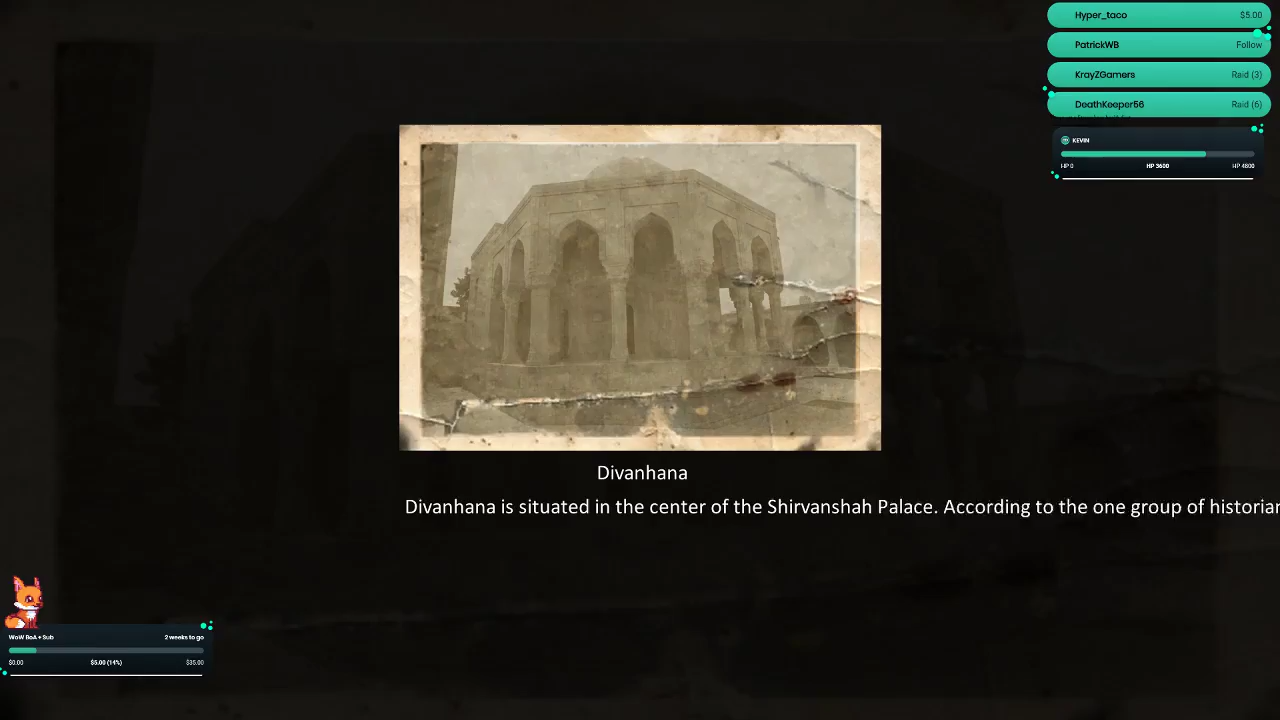 Hyper_taco $5.00
PatrickWB Follow
KrayZGamers Raid (3)
DeathKeeper56 Raid (6)
KEVIN
HP 0 HP 3600 HP 4800
Divanhana
Divanhana is situated in the center of the Shirvanshah Palace. According to the one group of historian
WoW BoA + Sub 2 weeks to go
$0.00 $5.00 (14%) $35.00